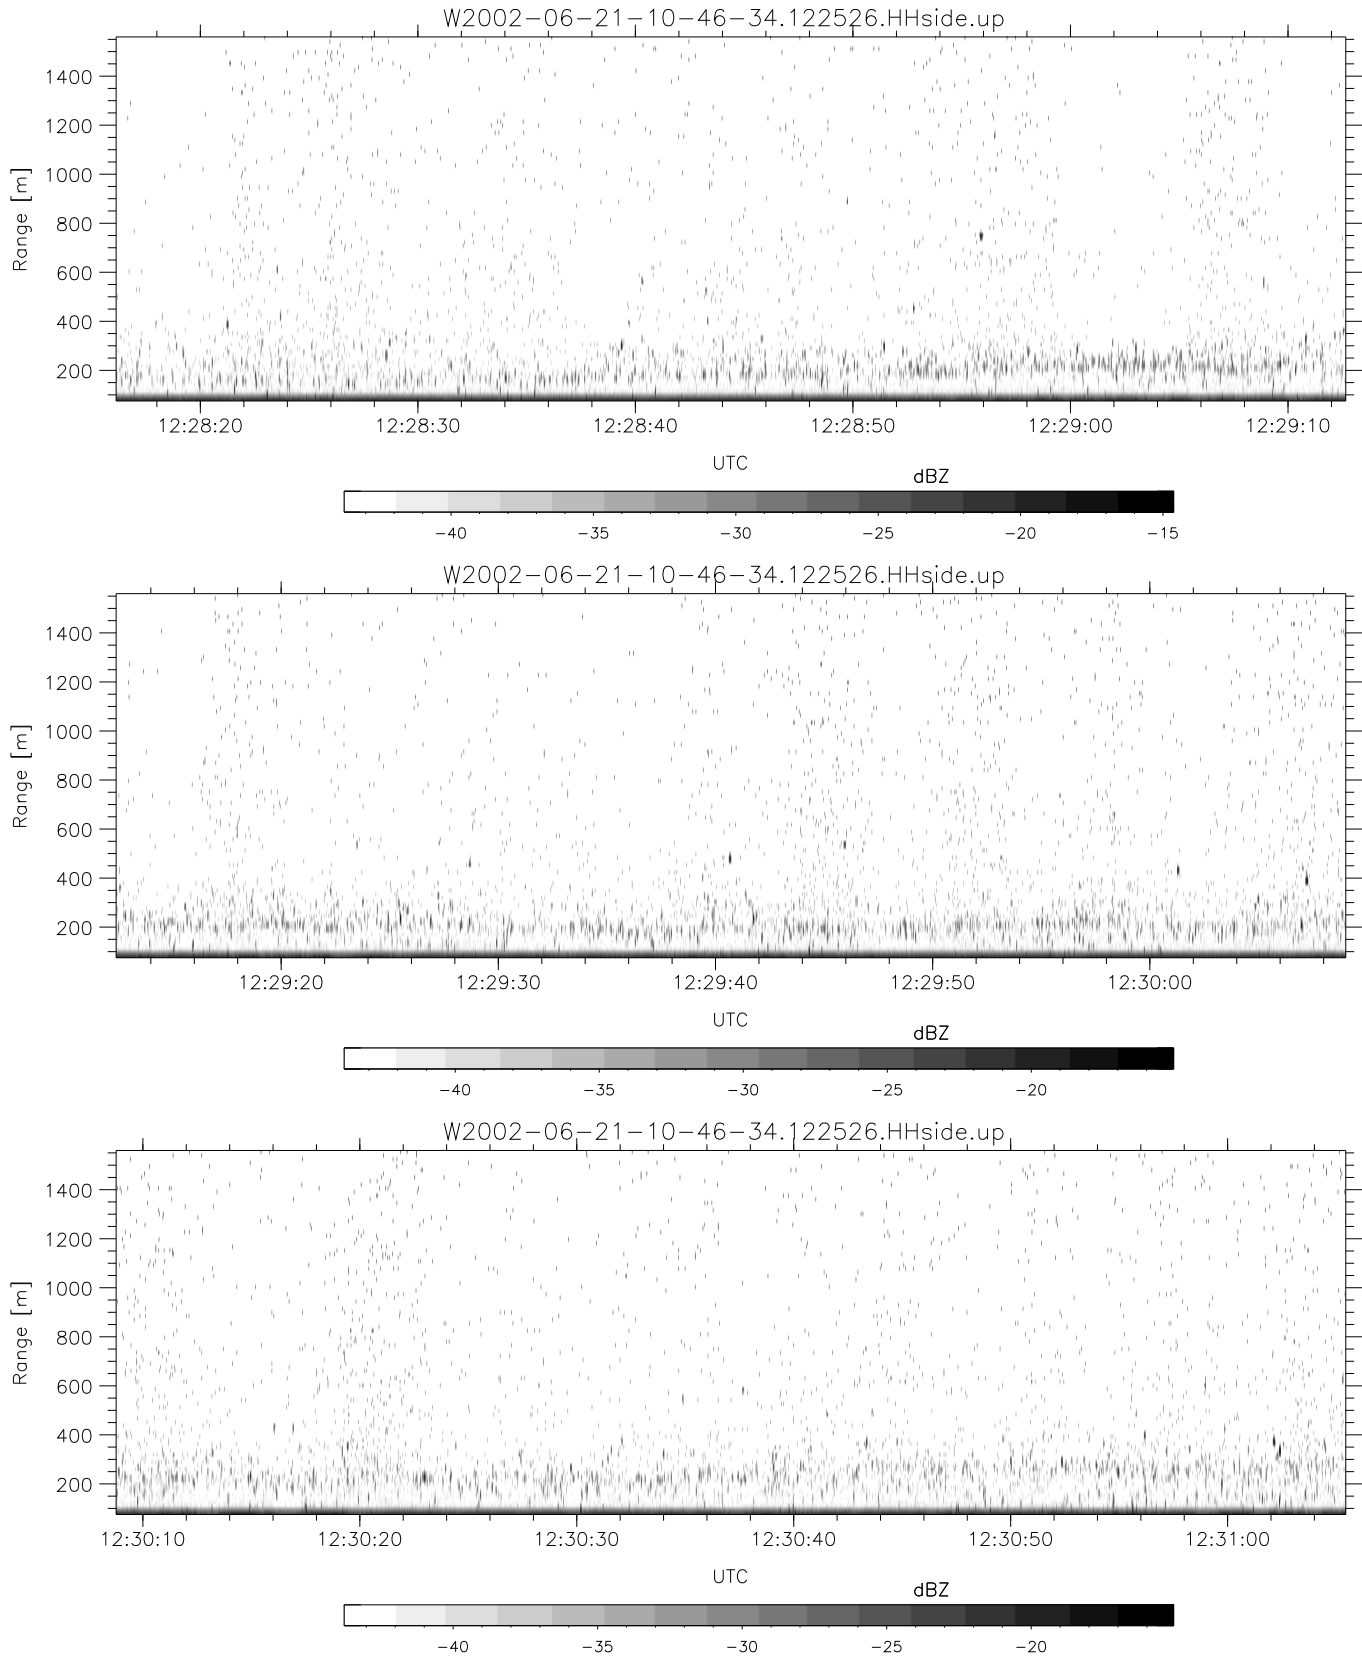 W2002-06-21-10-46-34.122526.HHside.up
1400
1200
1000
800
600
400
200
Range [m]
12:28:20 12:28:30 12:28:40 12:28:50 12:29:00 12:29:10
UTC
dBZ
-40 -35 -30 -25 -20 -15
W2002-06-21-10-46-34.122526.HHside.up
1400
1200
1000
800
600
400
200
Range [m]
12:29:20 12:29:30 12:29:40 12:29:50 12:30:00
UTC
dBZ
-40 -35 -30 -25 -20
W2002-06-21-10-46-34.122526.HHside.up
1400
1200
1000
800
600
400
200
Range [m]
12:30:10 12:30:20 12:30:30 12:30:40 12:30:50 12:31:00
UTC
dBZ
-40 -35 -30 -25 -20